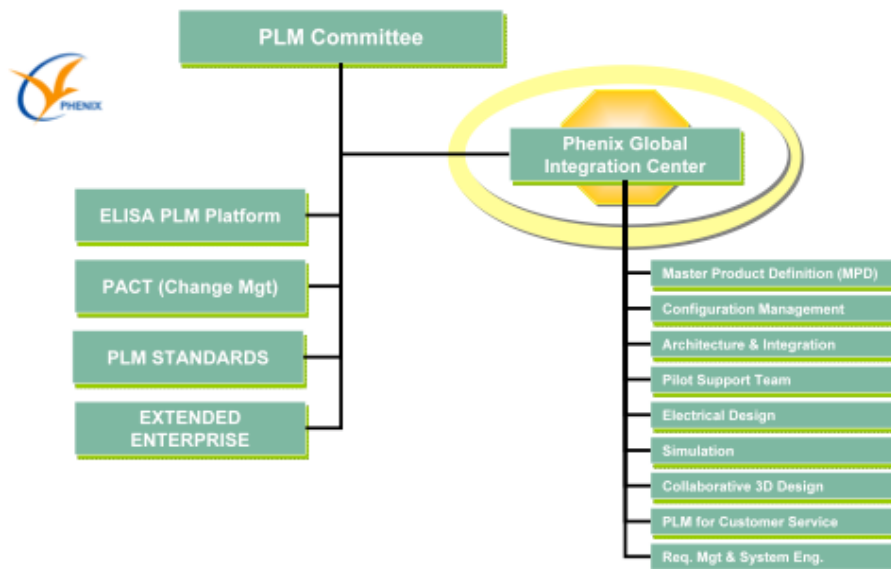 PLM Committee
PHENIX
Phenix Global
Integration Center
ELISA PLM Platform
PACT (Change Mgt)
PLM STANDARDS
EXTENDED
ENTERPRISE
Master Product Definition (MPD)
Configuration Management
Architecture & Integration
Pilot Support Team
Electrical Design
Simulation
Collaborative 3D Design
PLM for Customer Service
Req. Mgt & System Eng.